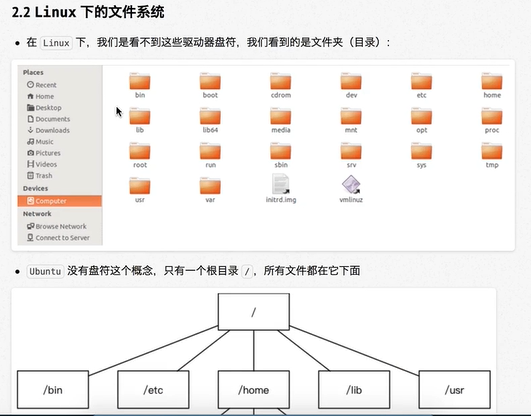 2.2 Linux 下的文件系统
在 Linux 下，我们是看不到这些驱动器盘符，我们看到的是文件夹（目录）：
Places
Recent
Home
Desktop
Documents
Downloads
Music
Pictures
Videos
Trash
Devices
Computer
Network
Browse Network
Connect to Server
bin boot cdrom dev etc home
lib lib64 media mnt opt proc
root run sbin srv sys tmp
usr var initrd.img vmlinuz
Ubuntu 没有盘符这个概念，只有一个根目录 /，所有文件都在它下面
/
/bin /etc /home /lib /usr